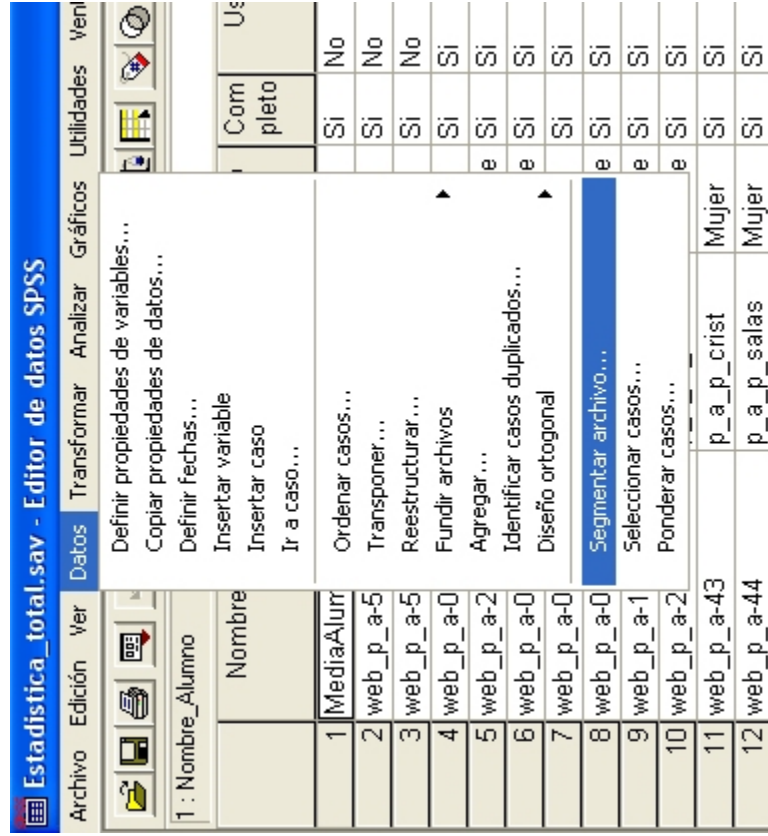 Estadistica_total.sav - Editor de datos SPSS
Archivo Edición Ver Datos Transformar Analizar Gráficos Utilidades
1 : Nombre_Alumno
Definir propiedades de variables...
Copiar propiedades de datos...
Definir fechas...
Insertar variable
Insertar caso
Ir a caso...
Ordenar casos...
Transponer...
Reestructurar...
Fundir archivos
Agregar...
Identificar casos duplicados...
Diseño ortogonal
Segmentar archivo...
Seleccionar casos...
Ponderar casos...
Nombre Com pleto Us
1 MediaAlum Si No
2 web_p_a-5 Si No
3 web_p_a-5 Si No
4 web_p_a-0 Si Si
5 web_p_a-2 e Si Si
6 web_p_a-0 e Si Si
7 web_p_a-0 Si Si
8 web_p_a-0 e Si Si
9 web_p_a-1 e Si Si
10 web_p_a-2 e Si Si
11 web_p_a-43 p_a_p_crist Mujer Si Si
12 web_p_a-44 p_a_p_salas Mujer Si Si